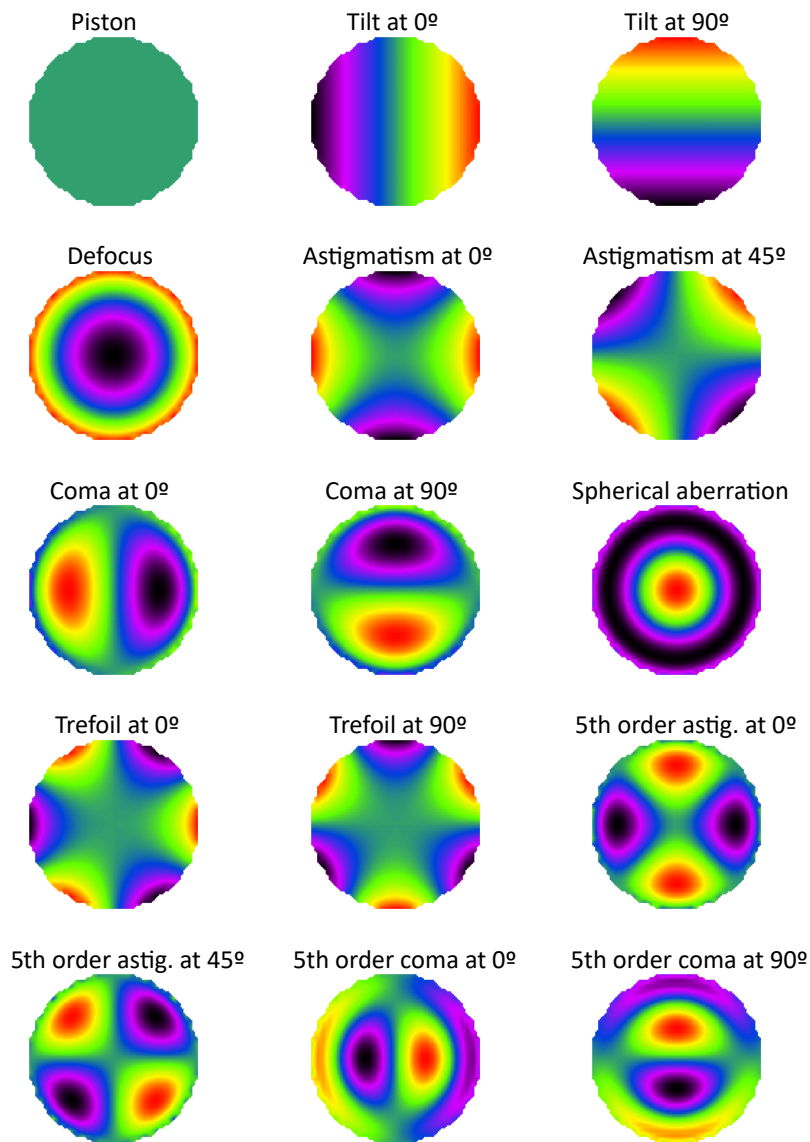 Piston
Tilt at 0º
Tilt at 90º
Defocus
Astigmatism at 0º
Astigmatism at 45º
Coma at 0º
Coma at 90º
Spherical aberration
Trefoil at 0º
Trefoil at 90º
5th order astig. at 0º
5th order astig. at 45º
5th order coma at 0º
5th order coma at 90º